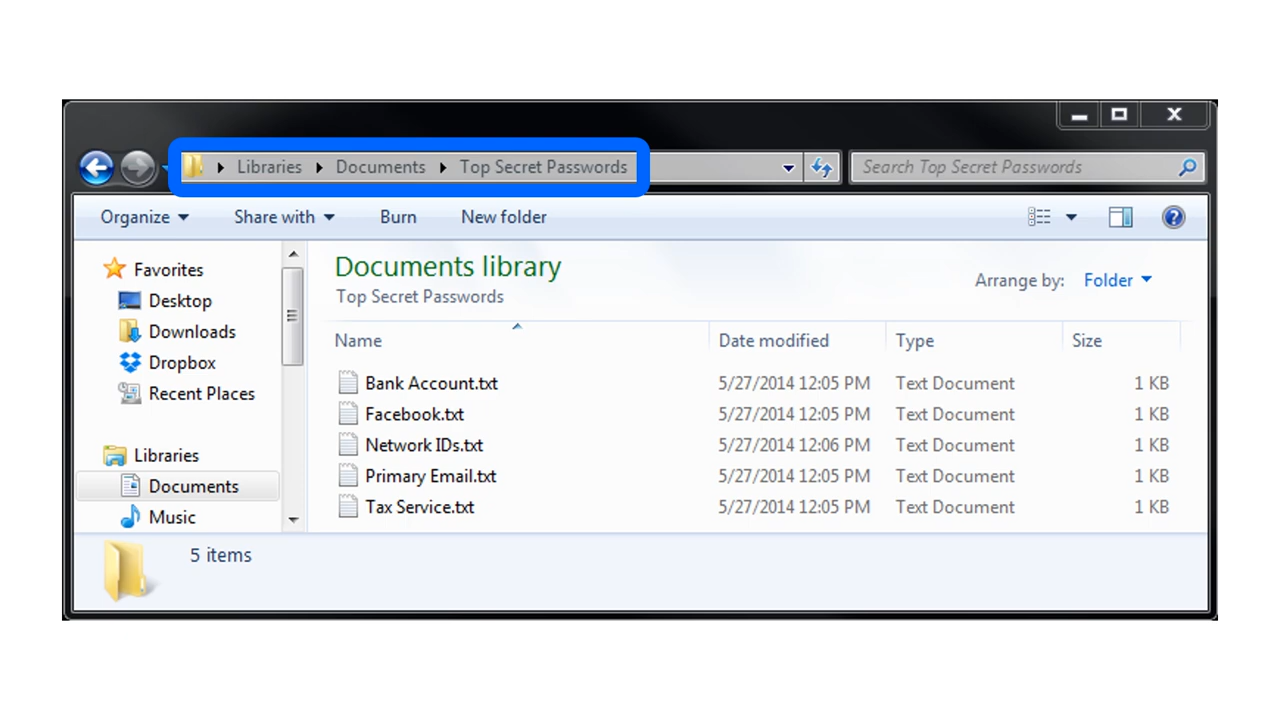 Libraries Documents Top Secret Passwords
Search Top Secret Passwords
Organize Share with Burn New folder
Favorites
Desktop
Downloads
Dropbox
Recent Places
Libraries
Documents
Music
Documents library
Top Secret Passwords
Arrange by: Folder
Name Date modified Type Size
Bank Account.txt 5/27/2014 12:05 PM Text Document 1 KB
Facebook.txt 5/27/2014 12:05 PM Text Document 1 KB
Network IDs.txt 5/27/2014 12:06 PM Text Document 1 KB
Primary Email.txt 5/27/2014 12:05 PM Text Document 1 KB
Tax Service.txt 5/27/2014 12:05 PM Text Document 1 KB
5 items